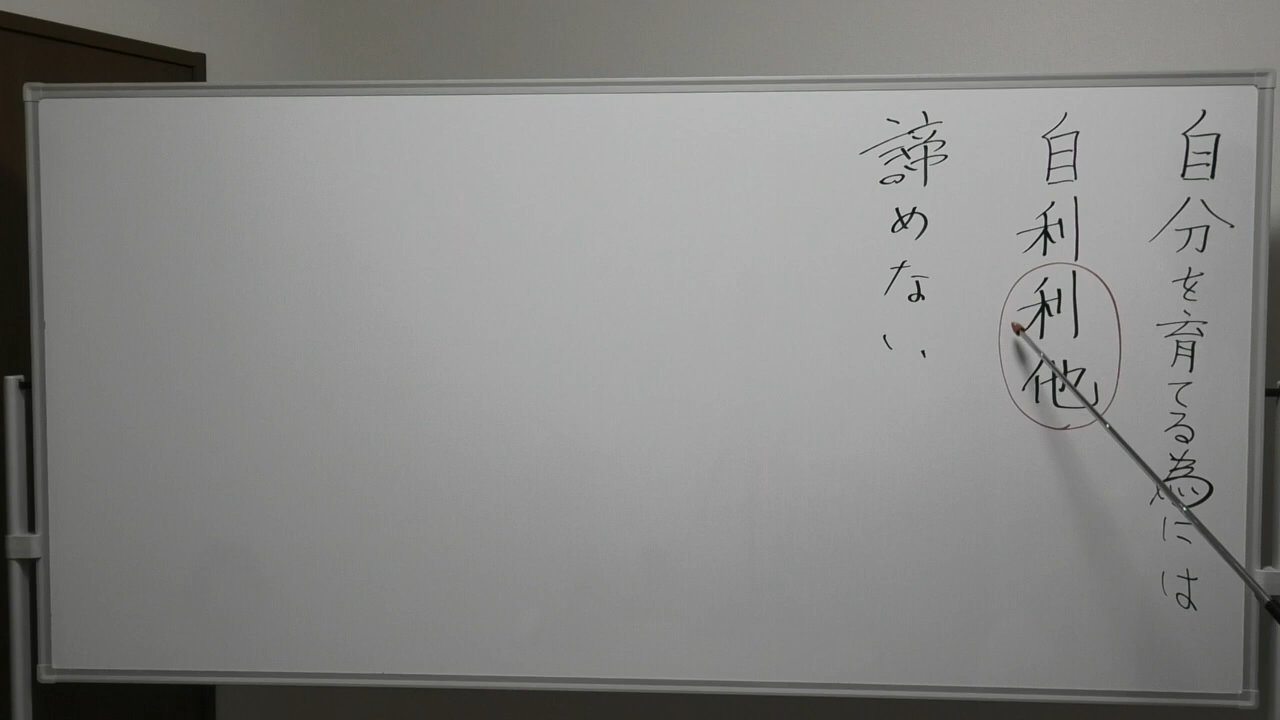 自分を育てる為には
自利利他
諦めない